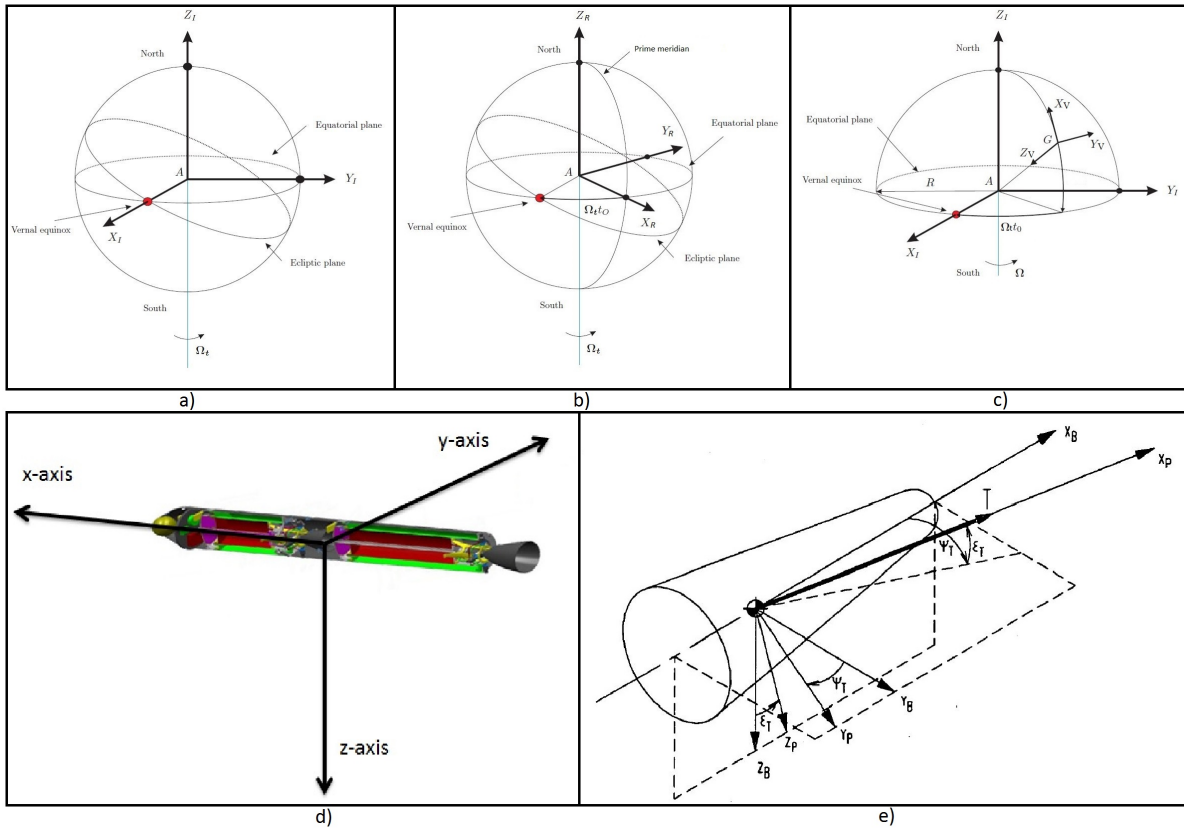 Z_I
North
Equatorial plane
A
Y_I
Vernal equinox
X_I
Ecliptic plane
South
Ω_t
a)
Z_R
North
Prime meridian
Y_R
Equatorial plane
A
Ω_t t_O
X_R
Vernal equinox
Ecliptic plane
South
Ω_t
b)
Z_I
North
X_V
Equatorial plane
G
Y_V
Z_V
Vernal equinox
R
A
Y_I
Ω_t t_0
X_I
South
Ω
c)
y-axis
x-axis
z-axis
d)
X_B
X_P
T
Ψ_T
ε_T
Ψ_T
Y_B
ε_T
Z_P
Y_P
Z_B
e)